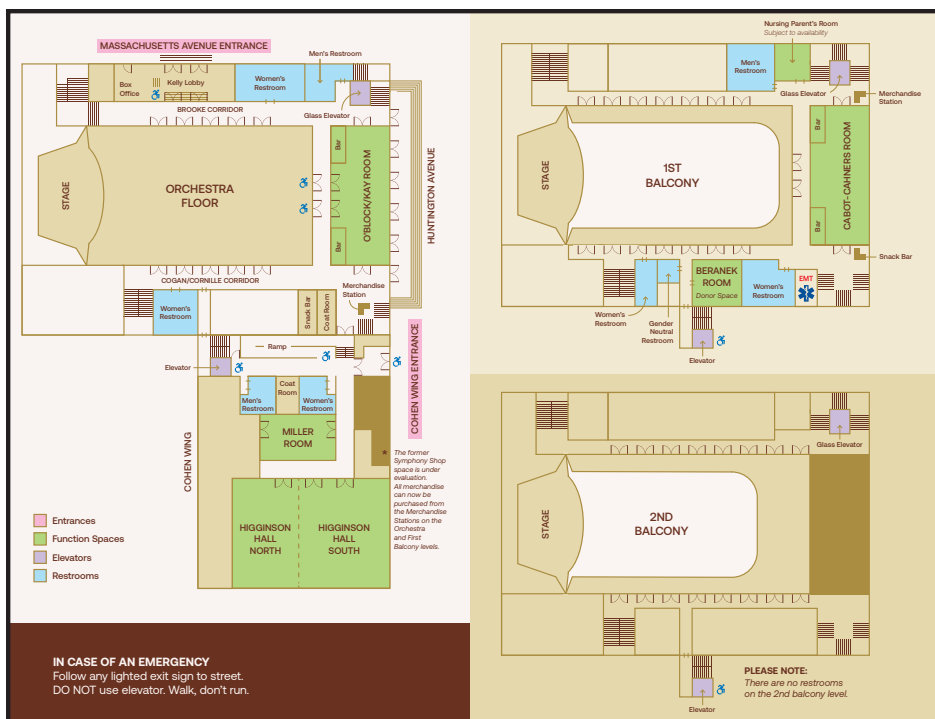 MASSACHUSETTS AVENUE ENTRANCE
Men's Restroom
Box
Office
Kelly Lobby
Women's
Restroom
Glass Elevator
BROOKE CORRIDOR
STAGE
ORCHESTRA
FLOOR
Bar
O'BLOCK/KAY ROOM
Bar
HUNTINGTON AVENUE
COGAN/CORNILLE CORRIDOR
Merchandise
Station
Women's
Restroom
Snack Bar
Coat Room
Ramp
Elevator
COHEN WING ENTRANCE
Men's
Restroom
Coat
Room
Women's
Restroom
MILLER
ROOM
COHEN WING
*
The former
Symphony Shop
space is under
evaluation.
All merchandise
can now be
purchased from
the Merchandise
Stations on the
Orchestra
and First
Balcony levels.
HIGGINSON
HALL
NORTH
HIGGINSON
HALL
SOUTH
Entrances
Function Spaces
Elevators
Restrooms
IN CASE OF AN EMERGENCY
Follow any lighted exit sign to street.
DO NOT use elevator. Walk, don't run.
Nursing Parent's Room
Subject to availability
Men's
Restroom
Glass Elevator
Merchandise
Station
STAGE
1ST
BALCONY
Bar
CABOT-CAHNERS ROOM
Bar
Snack Bar
BERANEK
ROOM
Donor Space
Women's
Restroom
EMT
Women's
Restroom
Gender
Neutral
Restroom
Elevator
Glass Elevator
STAGE
2ND
BALCONY
PLEASE NOTE:
There are no restrooms
on the 2nd balcony level.
Elevator